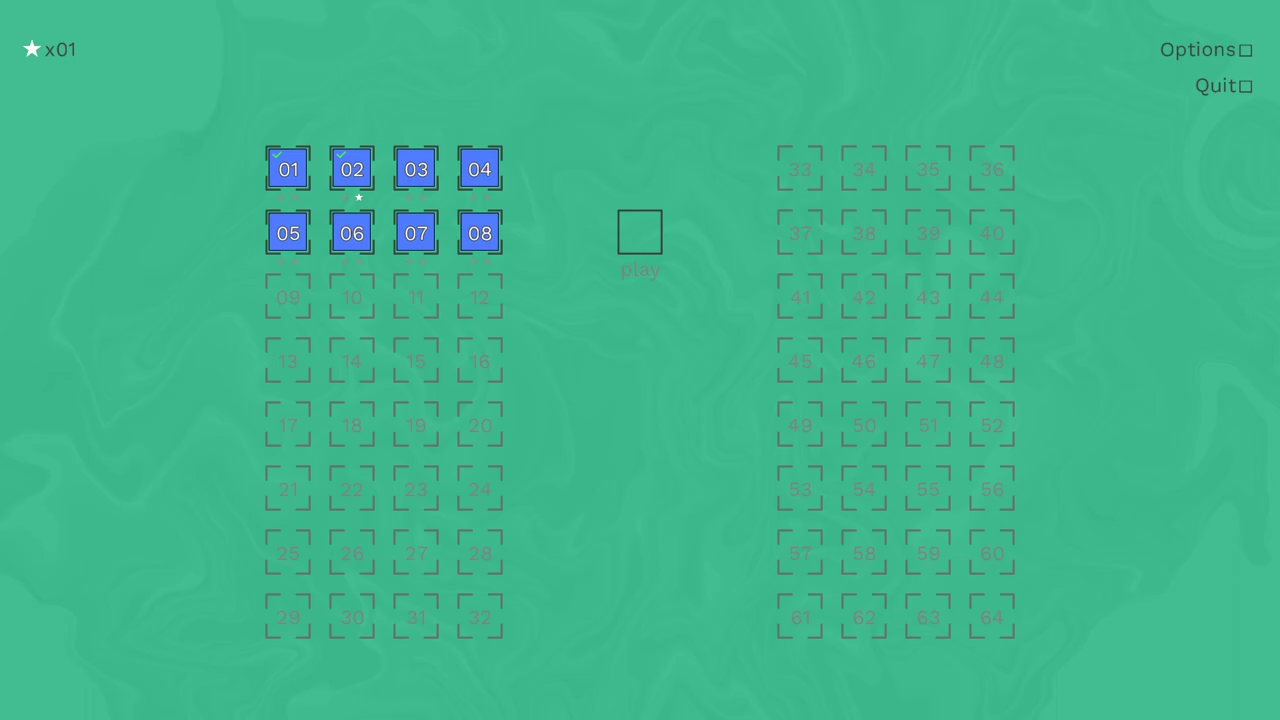 ★x01
Options□
Quit□
01 02 03 04
05 06 07 08
play
09 10 11 12
13 14 15 16
17 18 19 20
21 22 23 24
25 26 27 28
29 30 31 32
33 34 35 36
37 38 39 40
41 42 43 44
45 46 47 48
49 50 51 52
53 54 55 56
57 58 59 60
61 62 63 64